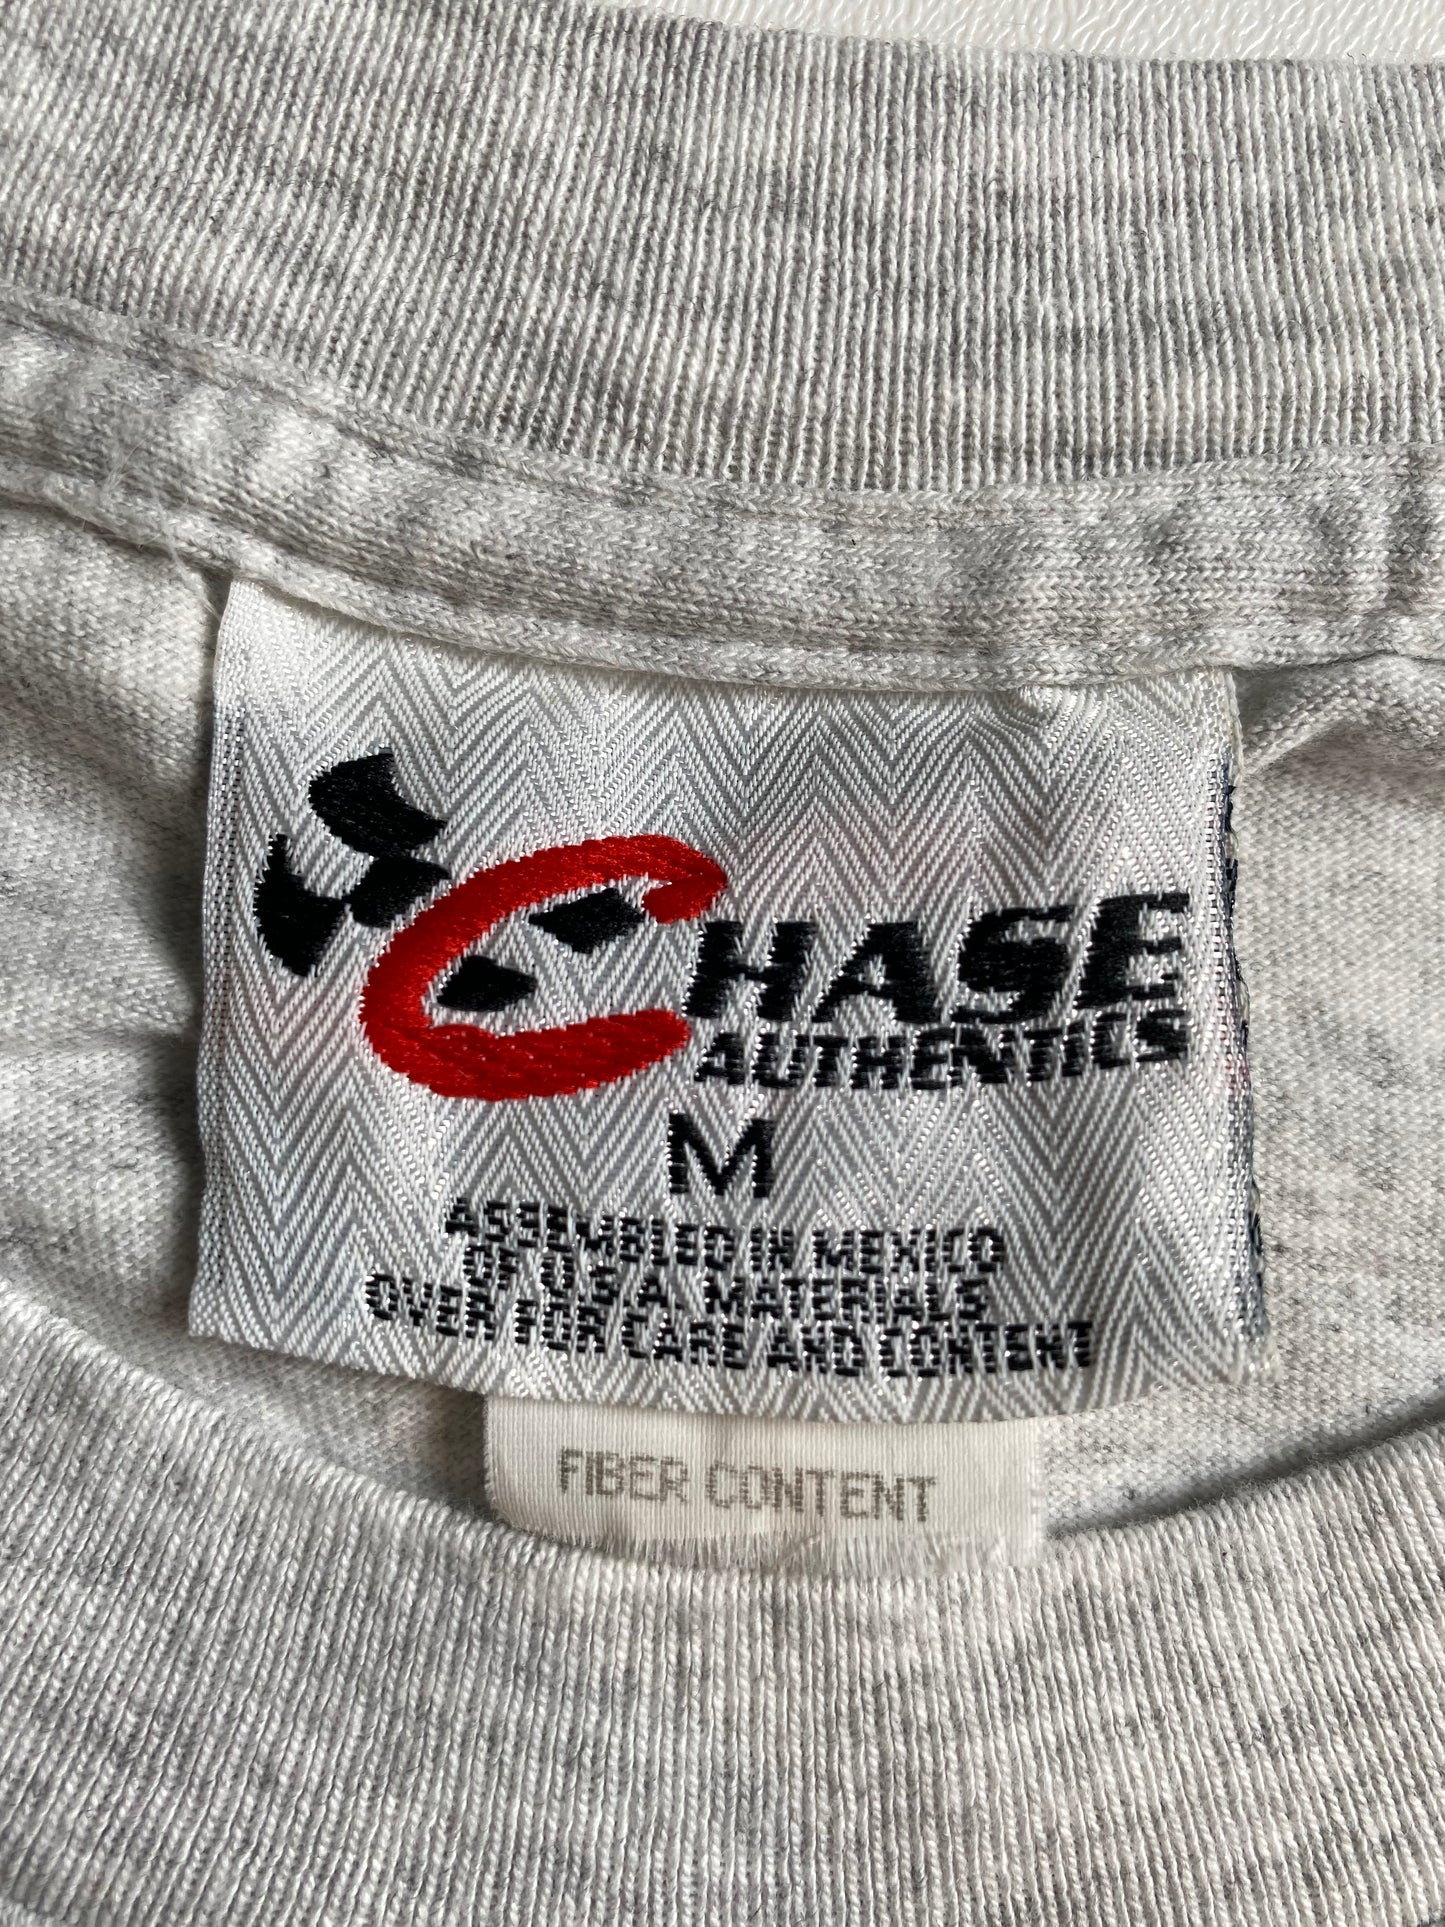 CHASE
AUTHENTICS
M
ASSEMBLED IN MEXICO
OF U.S.A. MATERIALS
OVER FOR CARE AND CONTENT
FIBER CONTENT